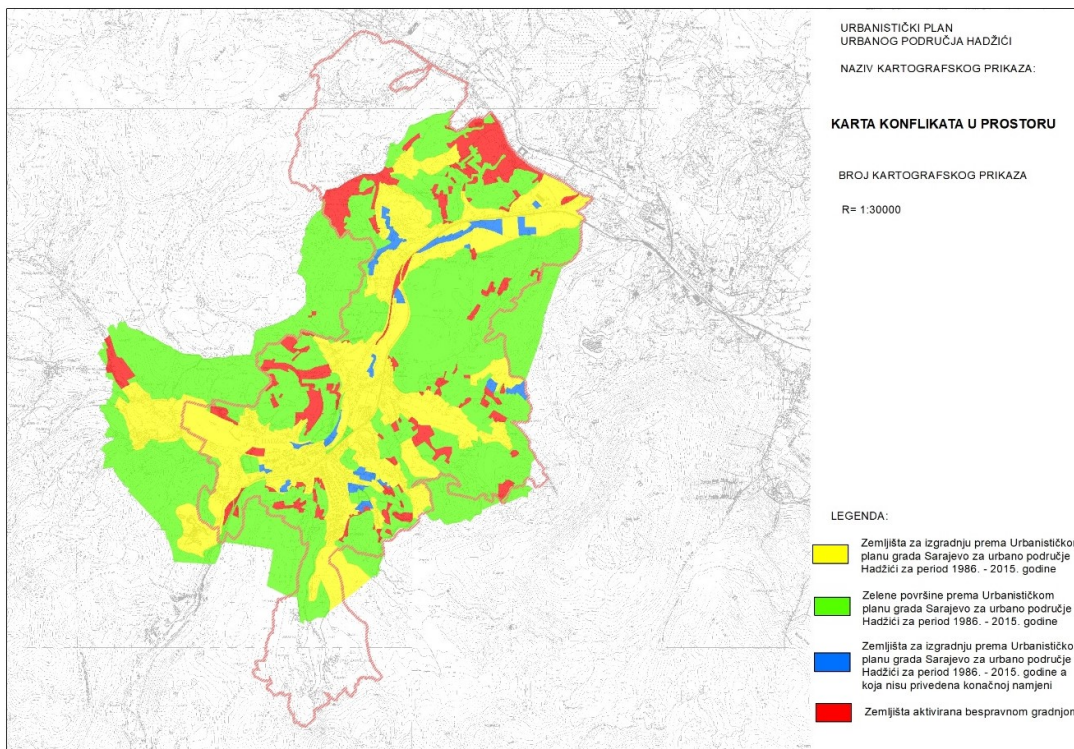 URBANISTIČKI PLAN
URBANOG PODRUČJA HADŽIĆI
NAZIV KARTOGRAFSKOG PRIKAZA:
KARTA KONFLIKATA U PROSTORU
BROJ KARTOGRAFSKOG PRIKAZA
R= 1:30000
LEGENDA:
Zemljišta za izgradnju prema Urbanističko
planu grada Sarajevo za urbano područje
Hadžići za period 1986. - 2015. godine
Zelene površine prema Urbanističkom
planu grada Sarajevo za urbano područje
Hadžići za period 1986. - 2015. godine
Zemljišta za izgradnju prema Urbanističko
planu grada Sarajevo za urbano područje
Hadžići za period 1986. - 2015. godine a
koja nisu privedena konačnoj namjeni
Zemljišta aktivirana bespravnom gradnjom